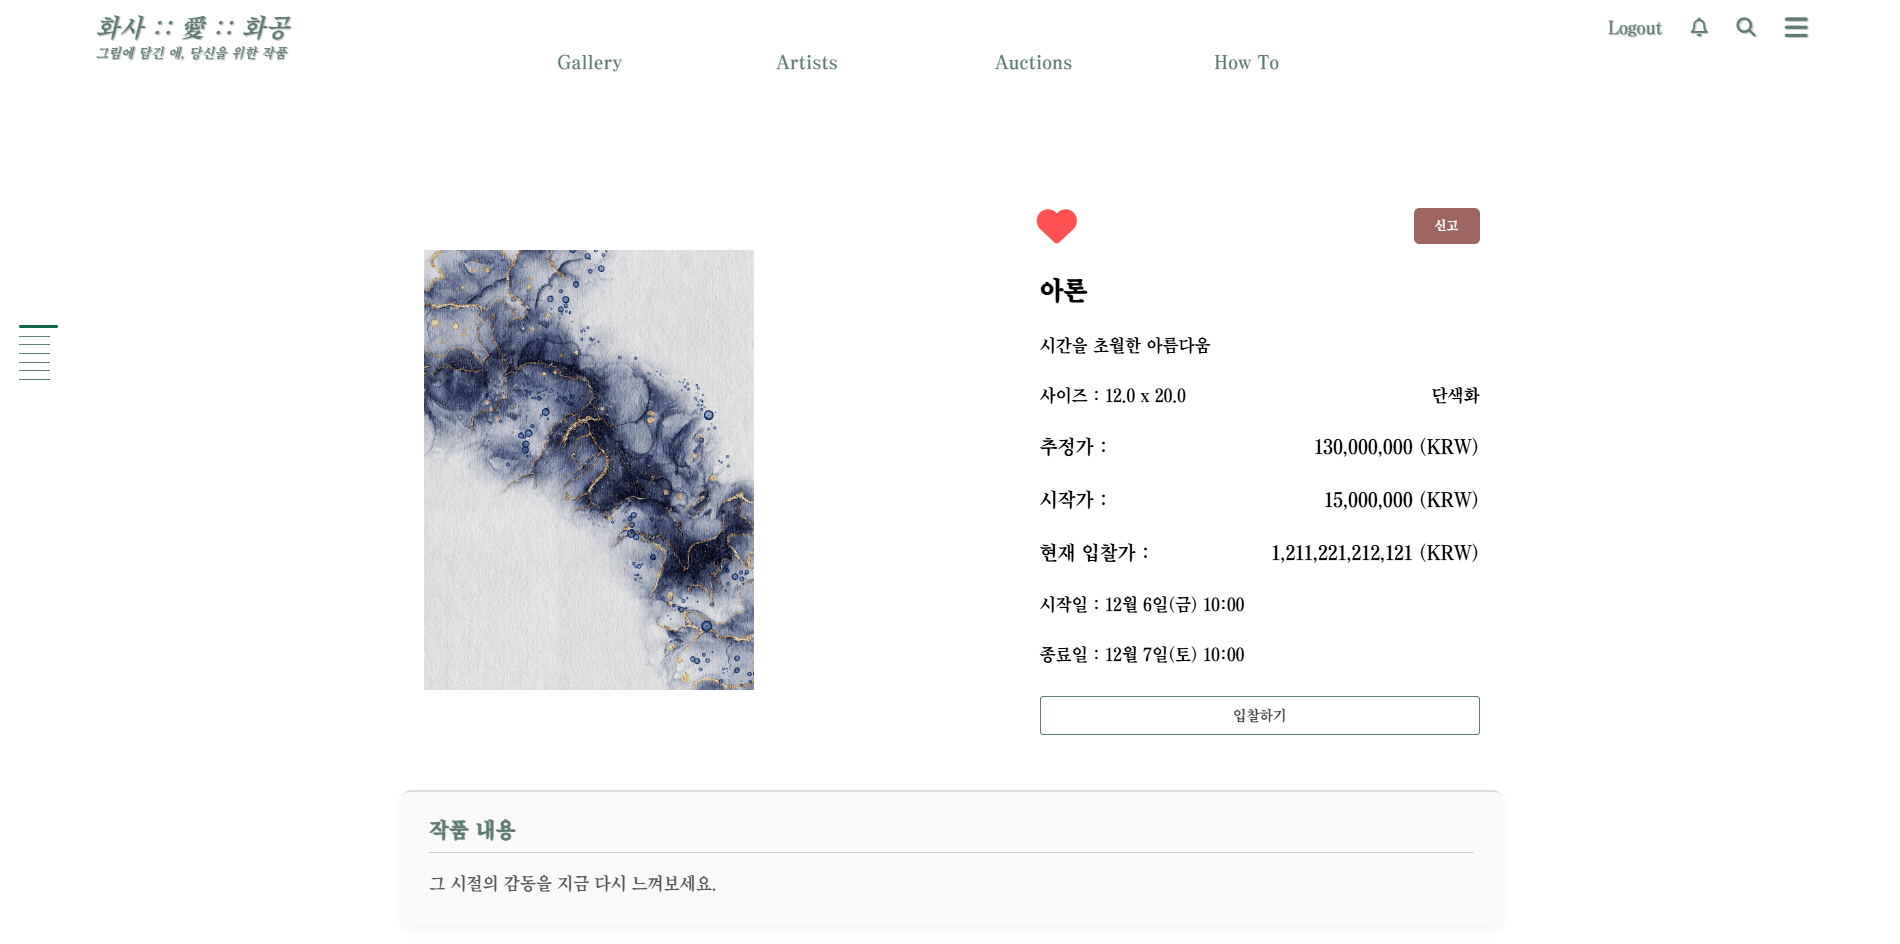 화사 :: 愛 :: 화공
그림에 담긴 애, 당신을 위한 작품
Logout
Gallery Artists Auctions How To
신고
아론
시간을 초월한 아름다움
사이즈 : 12.0 x 20.0 단색화
추정가 : 130,000,000 (KRW)
시작가 : 15,000,000 (KRW)
현재 입찰가 : 1,211,221,212,121 (KRW)
시작일 : 12월 6일(금) 10:00
종료일 : 12월 7일(토) 10:00
입찰하기
작품 내용
그 시절의 감동을 지금 다시 느껴보세요.